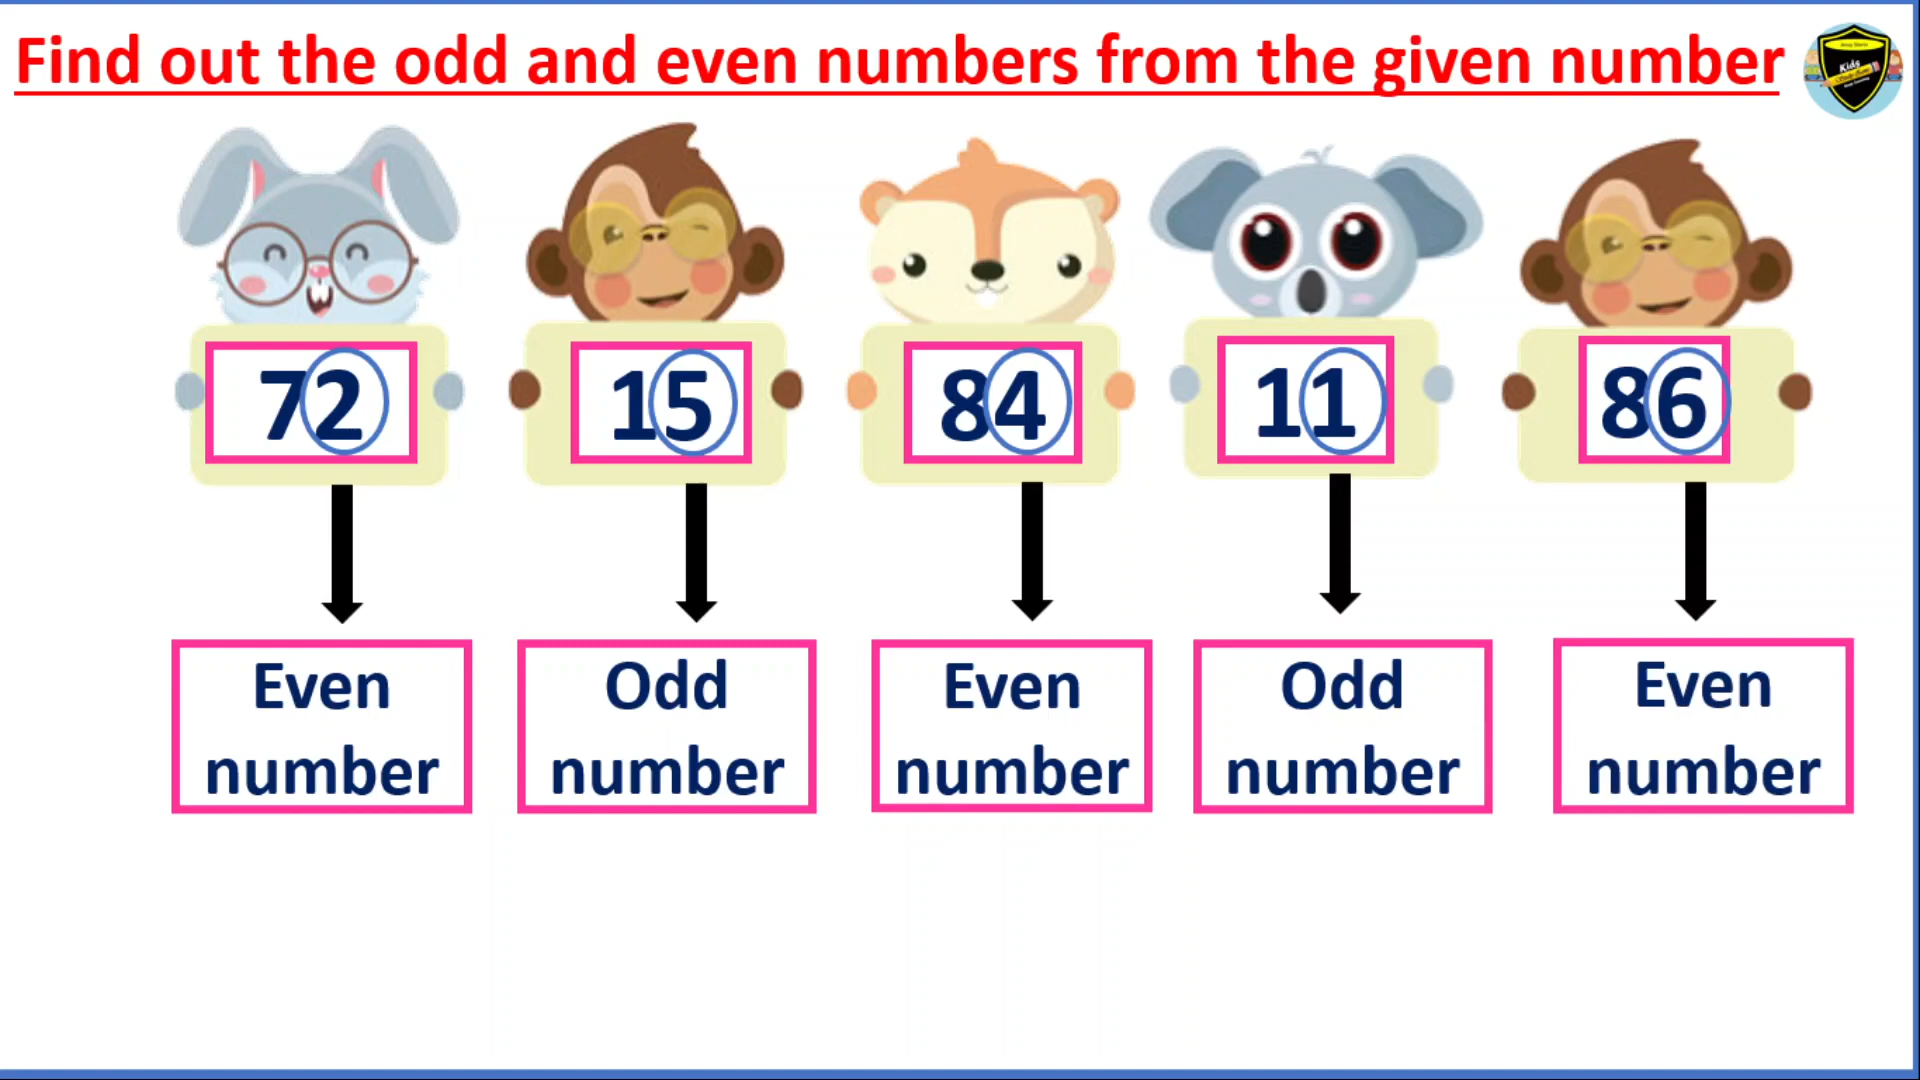 Find out the odd and even numbers from the given number
Kids
72 15 84 11 86
Even Odd Even Odd Even
number number number number number